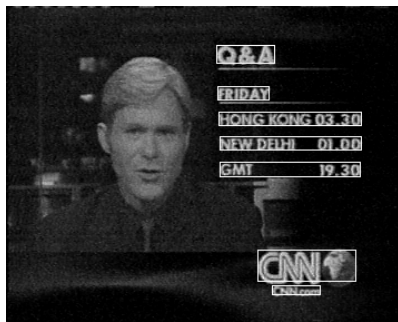 Q&A
FRIDAY
HONG KONG 03.30
NEW DELHI 01.00
GMT 19.30
CNN
CNN.com